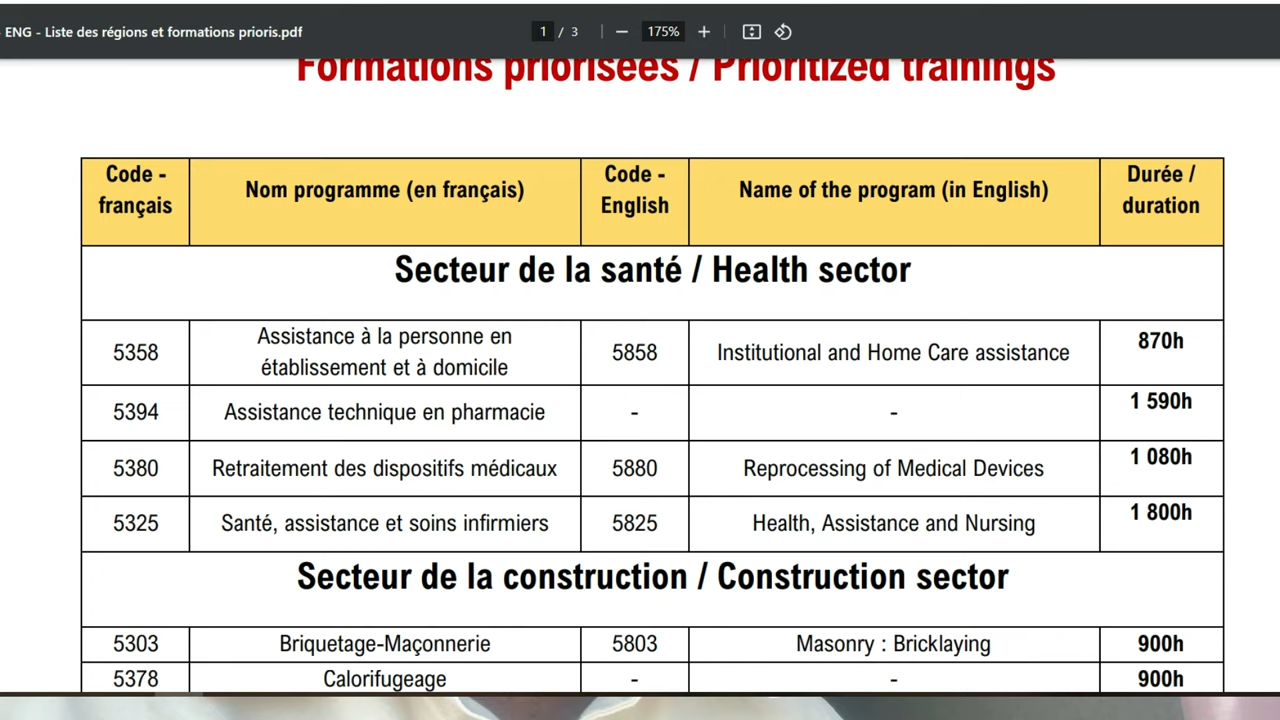 ENG - Liste des régions et formations prioris.pdf
1 / 3
175%
Formations priorisées / Prioritized trainings
Code - français
Nom programme (en français)
Code - English
Name of the program (in English)
Durée / duration
Secteur de la santé / Health sector
5358
Assistance à la personne en
établissement et à domicile
5858
Institutional and Home Care assistance
870h
5394
Assistance technique en pharmacie
-
-
1 590h
5380
Retraitement des dispositifs médicaux
5880
Reprocessing of Medical Devices
1 080h
5325
Santé, assistance et soins infirmiers
5825
Health, Assistance and Nursing
1 800h
Secteur de la construction / Construction sector
5303
Briquetage-Maçonnerie
5803
Masonry : Bricklaying
900h
5378
Calorifugeage
-
-
900h